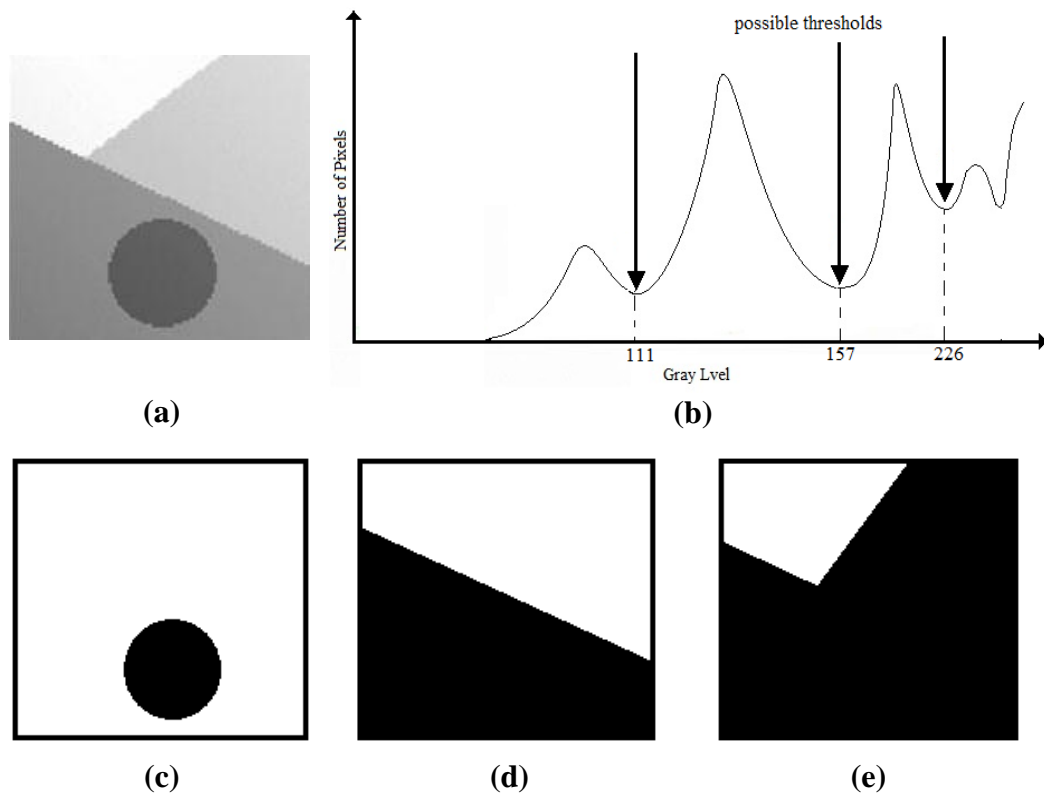 possible thresholds
Number of Pixels
111
157
226
Gray Lvel
(a)
(b)
(c)
(d)
(e)